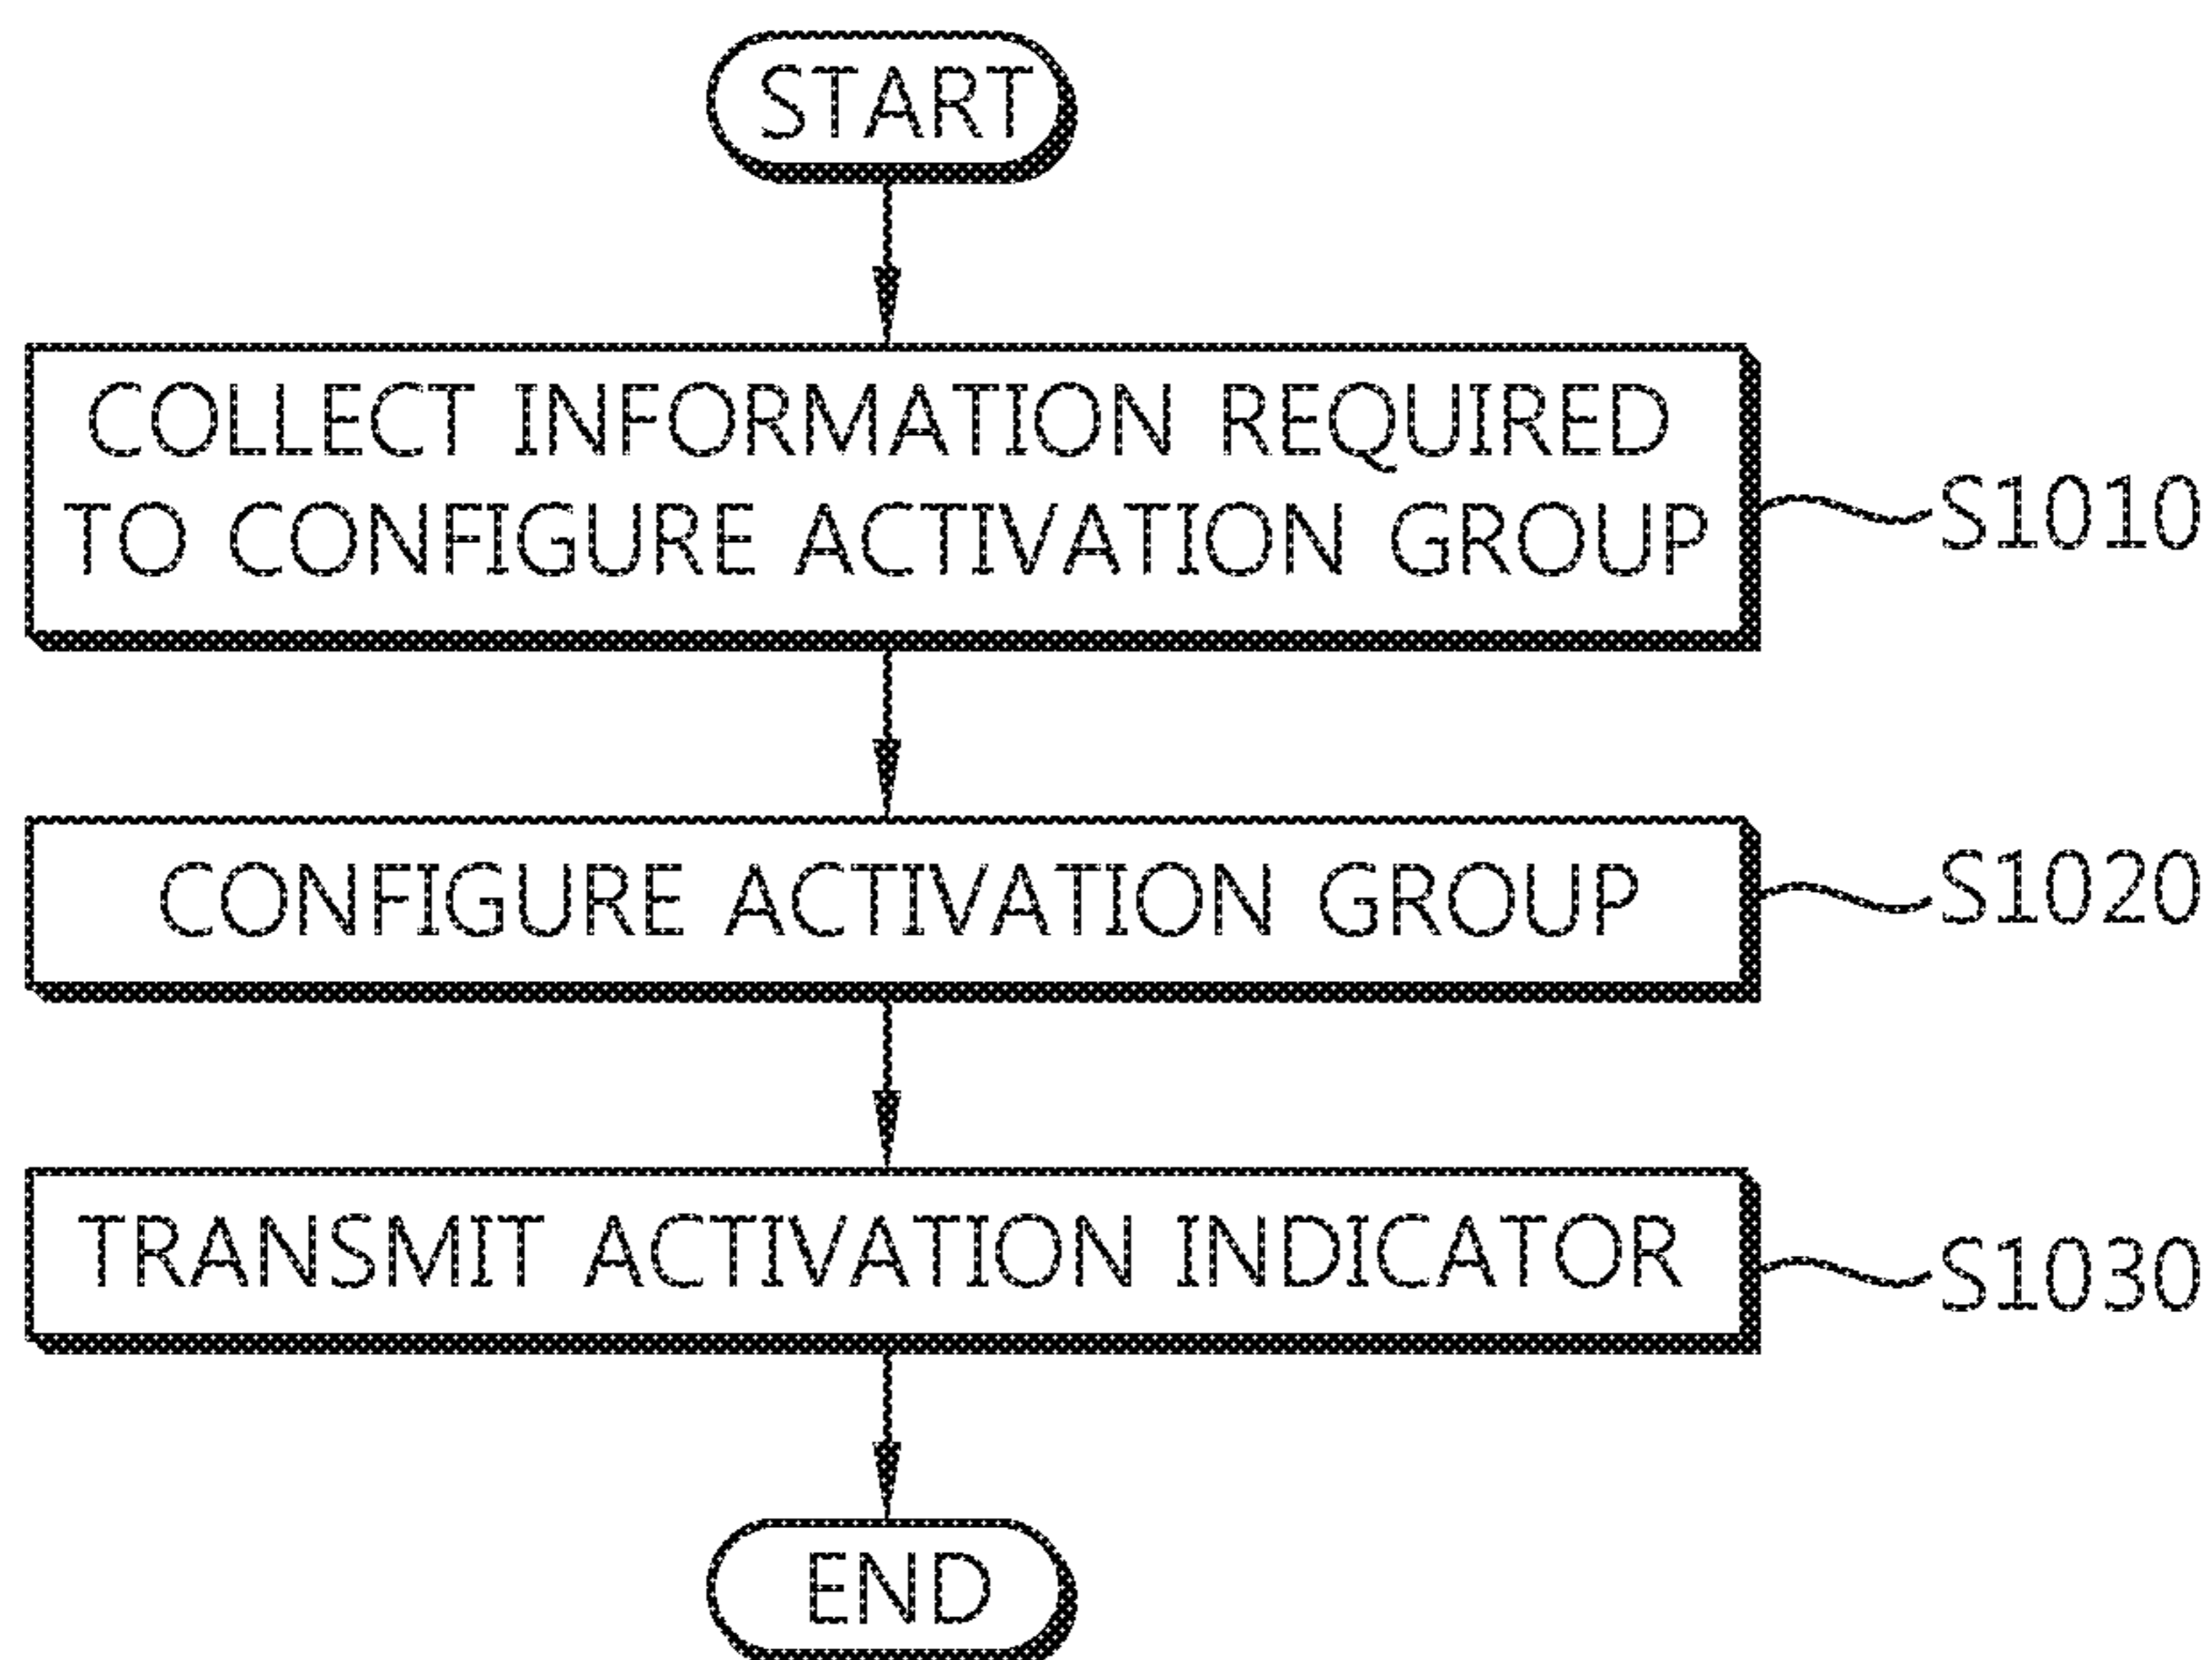 START
COLLECT INFORMATION REQUIRED
TO CONFIGURE ACTIVATION GROUP
S1010
CONFIGURE ACTIVATION GROUP
S1020
TRANSMIT ACTIVATION INDICATOR
S1030
END